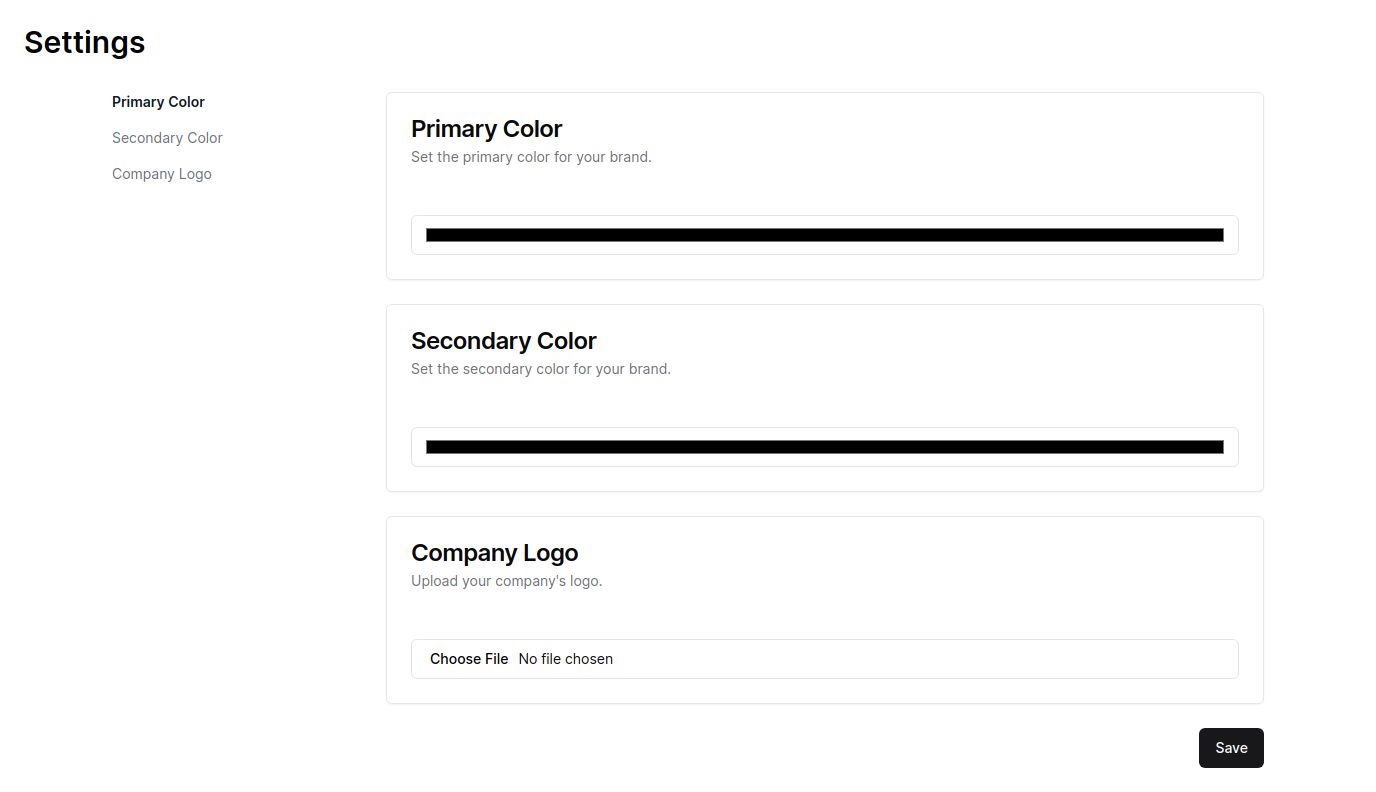 Settings
Primary Color
Secondary Color
Company Logo
Primary Color
Set the primary color for your brand.
Secondary Color
Set the secondary color for your brand.
Company Logo
Upload your company's logo.
Choose File No file chosen
Save